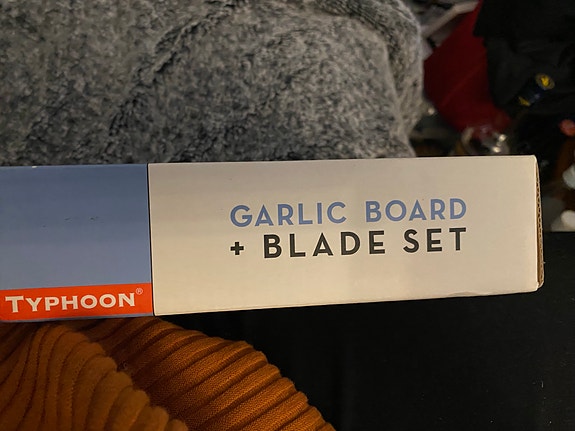 GARLIC BOARD
+ BLADE SET
TYPHOON®